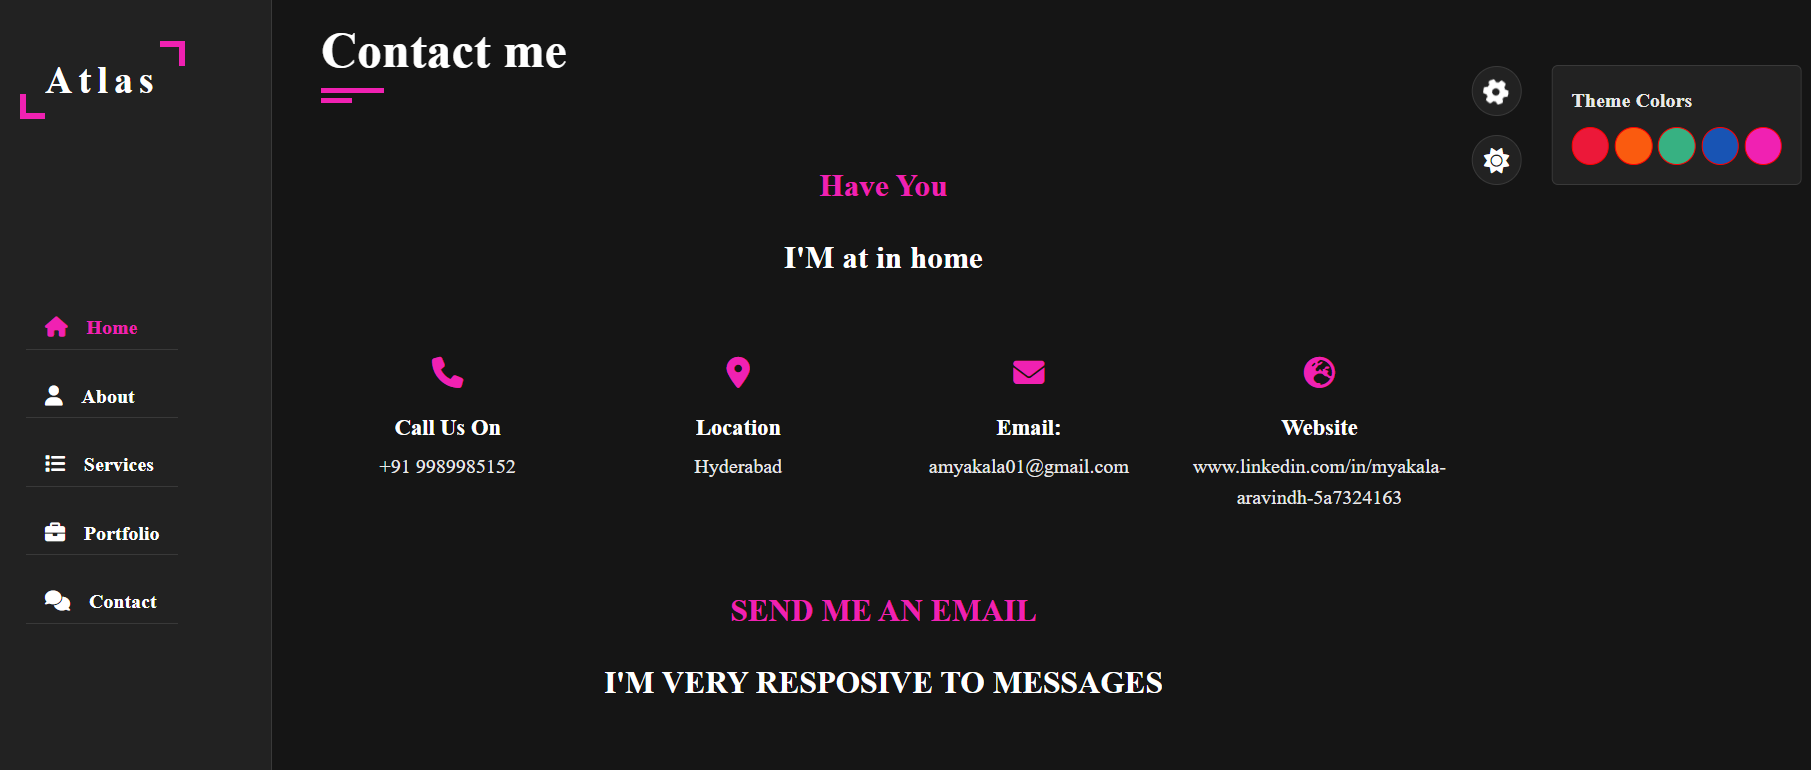 Atlas
Home
About
Services
Portfolio
Contact
Contact me
Theme Colors
Have You
I'M at in home
Call Us On
+91 9989985152
Location
Hyderabad
Email:
amyakala01@gmail.com
Website
www.linkedin.com/in/myakala-
aravindh-5a7324163
SEND ME AN EMAIL
I'M VERY RESPOSIVE TO MESSAGES